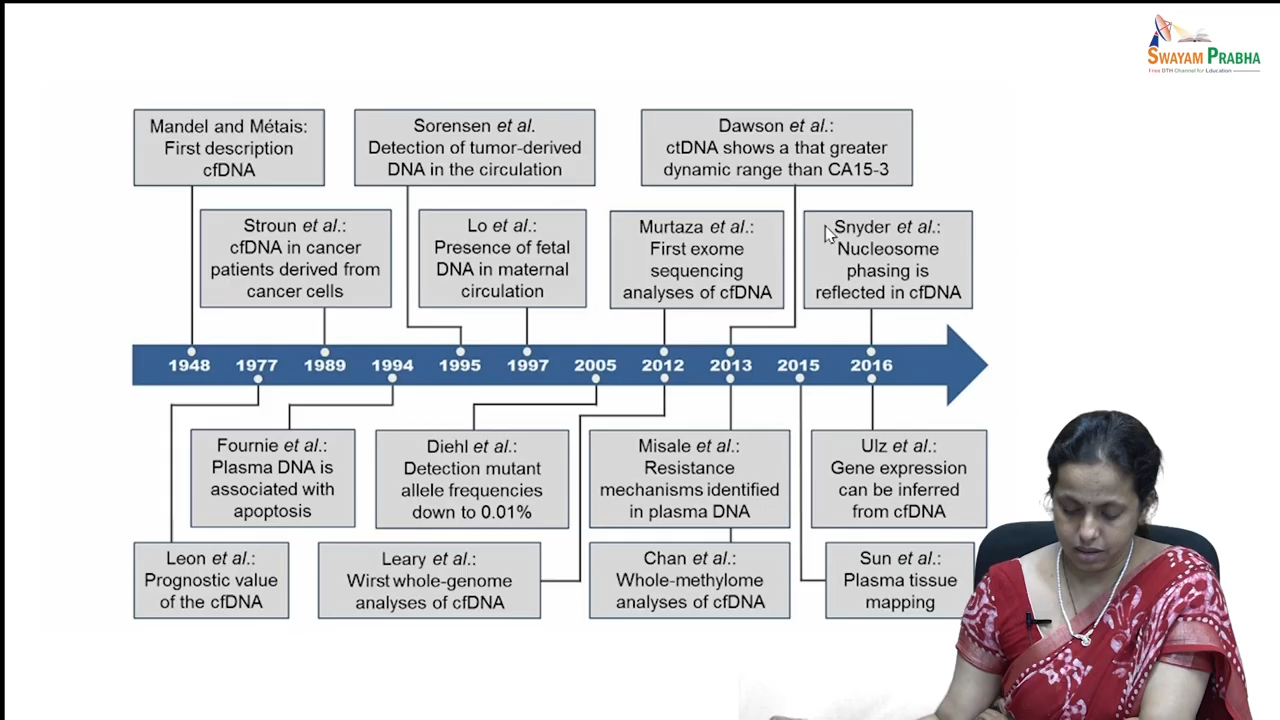 SWAYAM PRABHA
Free DTH Channel for Education
Mandel and Métais:
First description
cfDNA
Sorensen et al.
Detection of tumor-derived
DNA in the circulation
Dawson et al.:
ctDNA shows a that greater
dynamic range than CA15-3
Stroun et al.:
cfDNA in cancer
patients derived from
cancer cells
Lo et al.:
Presence of fetal
DNA in maternal
circulation
Murtaza et al.:
First exome
sequencing
analyses of cfDNA
Snyder et al.:
Nucleosome
phasing is
reflected in cfDNA
1948 1977 1989 1994 1995 1997 2005 2012 2013 2015 2016
Fournie et al.:
Plasma DNA is
associated with
apoptosis
Diehl et al.:
Detection mutant
allele frequencies
down to 0.01%
Misale et al.:
Resistance
mechanisms identified
in plasma DNA
Ulz et al.:
Gene expression
can be inferred
from cfDNA
Leon et al.:
Prognostic value
of the cfDNA
Leary et al.:
Wirst whole-genome
analyses of cfDNA
Chan et al.:
Whole-methylome
analyses of cfDNA
Sun et al.:
Plasma tissue
mapping